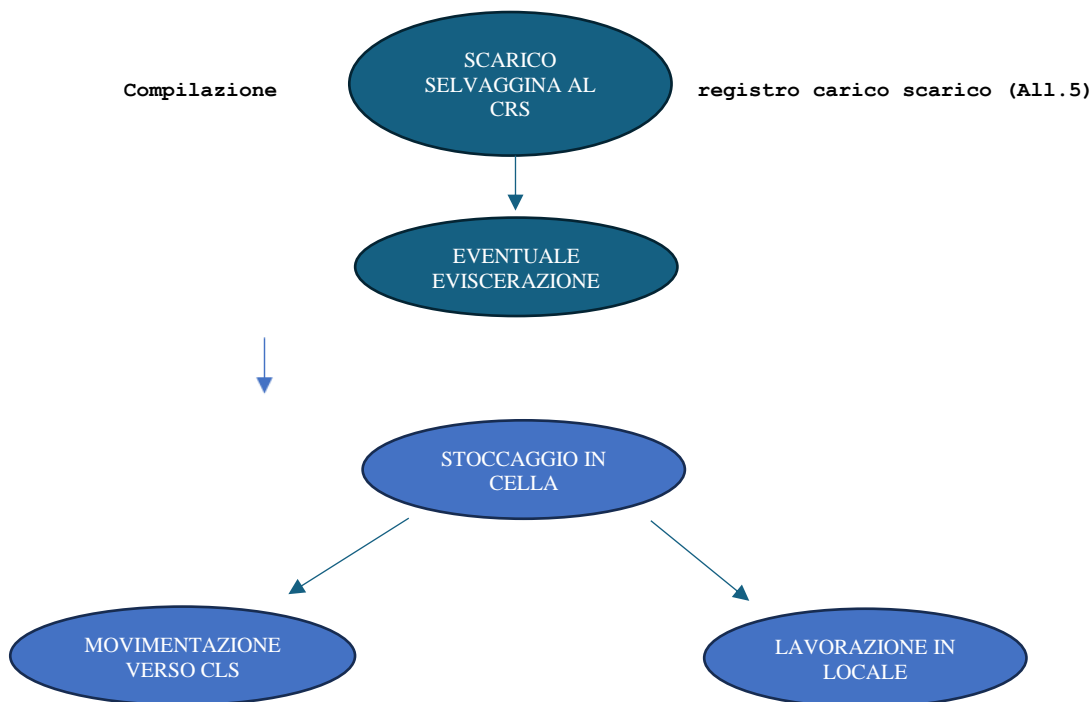 SCARICO
SELVAGGINA AL
CRS
Compilazione
registro carico scarico (All.5)
EVENTUALE
EVISCERAZIONE
STOCCAGGIO IN
CELLA
MOVIMENTAZIONE
VERSO CLS
LAVORAZIONE IN
LOCALE